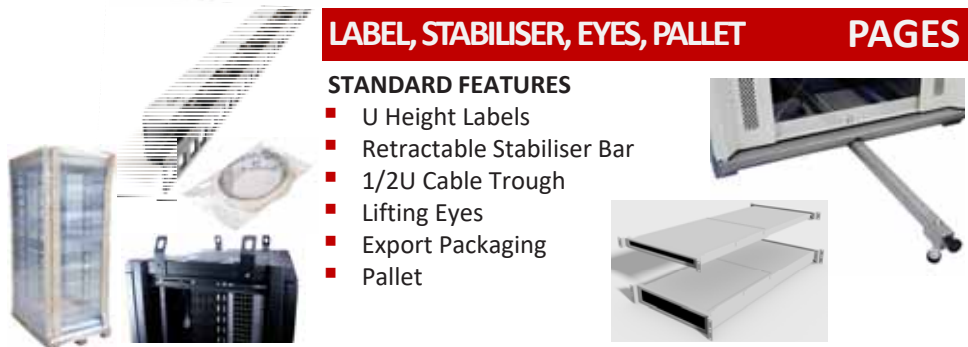 LABEL, STABILISER, EYES, PALLET PAGES
STANDARD FEATURES
U Height Labels
Retractable Stabiliser Bar
1/2U Cable Trough
Lifting Eyes
Export Packaging
Pallet